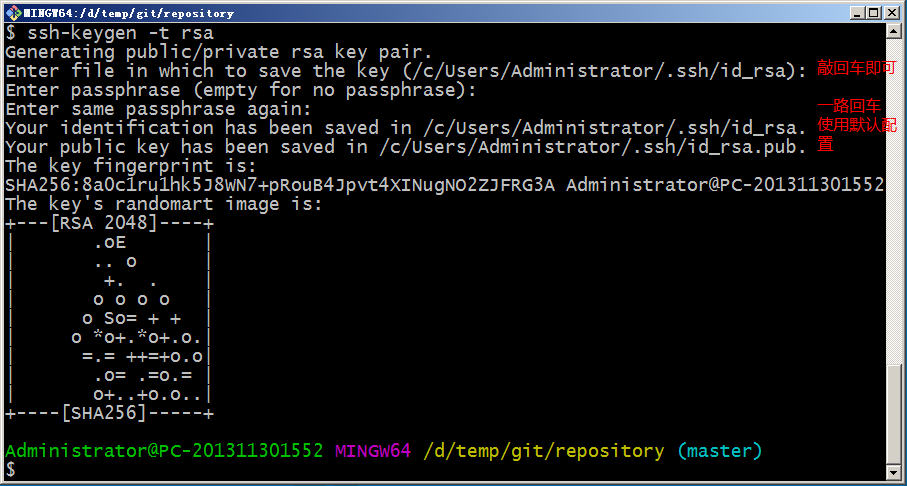 MINGW64:/d/temp/git/repository
$ ssh-keygen -t rsa
Generating public/private rsa key pair.
Enter file in which to save the key (/c/Users/Administrator/.ssh/id_rsa): 敲回车即可
Enter passphrase (empty for no passphrase):
Enter same passphrase again: 一路回车
Your identification has been saved in /c/Users/Administrator/.ssh/id_rsa. 使用默认配
Your public key has been saved in /c/Users/Administrator/.ssh/id_rsa.pub. 置
The key fingerprint is:
SHA256:8a0c1ru1hk5J8WN7+pRouB4Jpvt4XINugNO2ZJFRG3A Administrator@PC-201311301552
The key's randomart image is:
+---[RSA 2048]----+
|       .oE       |
|       .. o      |
|        +.  .    |
|       o o o o   |
|      o So= + +  |
|     o *o+.*o+.o.|
|      =.= ++=+o.o|
|       .o= .=o.= |
|       o+..+o.o..|
+----[SHA256]-----+
Administrator@PC-201311301552 MINGW64 /d/temp/git/repository (master)
$